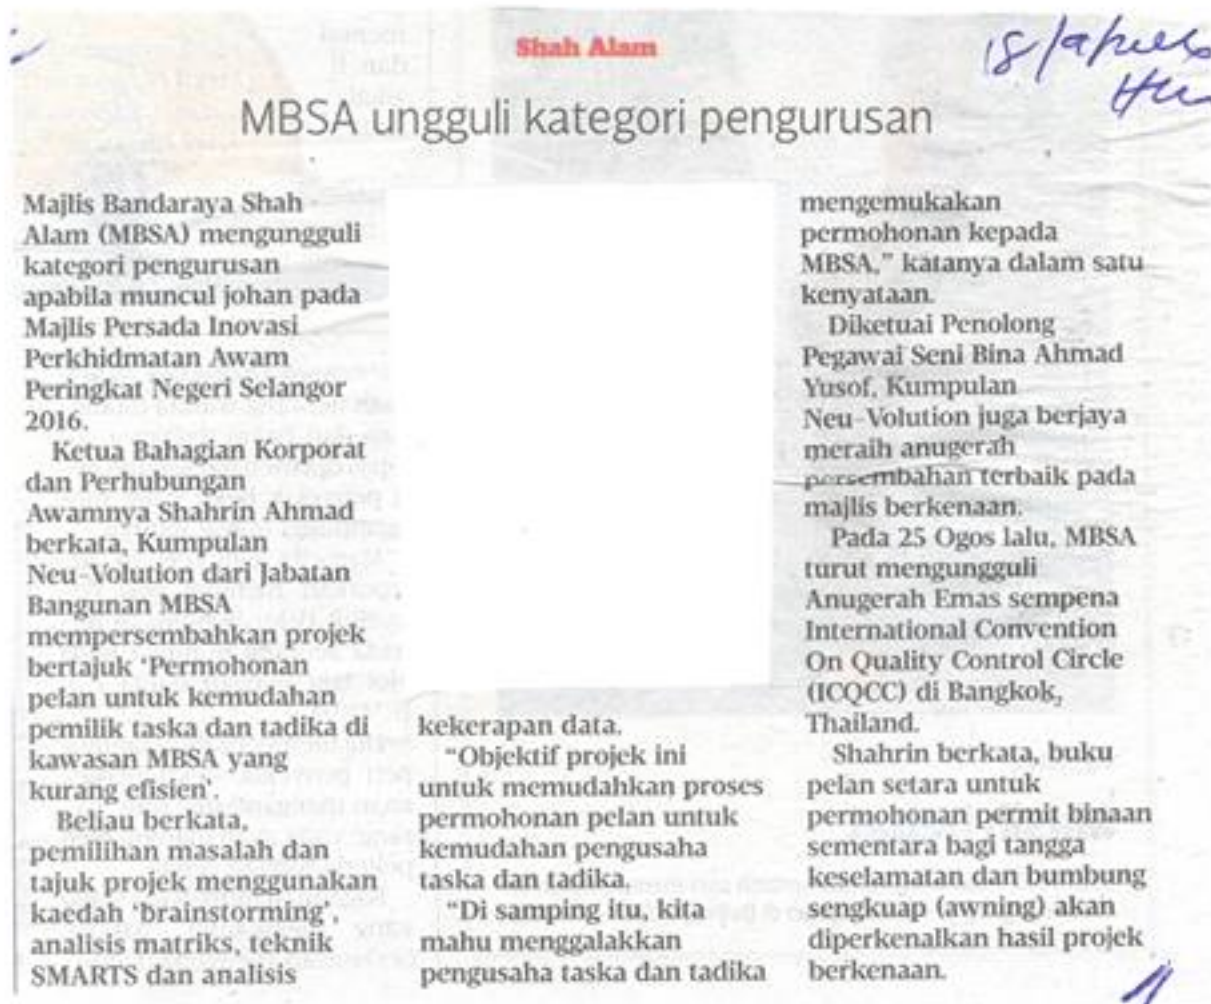 Shah Alam
MBSA ungguli kategori pengurusan
Majlis Bandaraya Shah
Alam (MBSA) mengungguli
kategori pengurusan
apabila muncul johan pada
Majlis Persada Inovasi
Perkhidmatan Awam
Peringkat Negeri Selangor
2016.
Ketua Bahagian Korporat
dan Perhubungan
Awamnya Shahrin Ahmad
berkata, Kumpulan
Neu-Volution dari Jabatan
Bangunan MBSA
mempersembahkan projek
bertajuk ‘Permohonan
pelan untuk kemudahan
pemilik taska dan tadika di
kawasan MBSA yang
kurang efisien’.
Beliau berkata,
pemilihan masalah dan
tajuk projek menggunakan
kaedah ‘brainstorming’,
analisis matriks, teknik
SMARTS dan analisis
kekerapan data.
“Objektif projek ini
untuk memudahkan proses
permohonan pelan untuk
kemudahan pengusaha
taska dan tadika.
“Di samping itu, kita
mahu menggalakkan
pengusaha taska dan tadika
mengemukakan
permohonan kepada
MBSA,” katanya dalam satu
kenyataan.
Diketuai Penolong
Pegawai Seni Bina Ahmad
Yusof, Kumpulan
Neu-Volution juga berjaya
meraih anugerah
persembahan terbaik pada
majlis berkenaan.
Pada 25 Ogos lalu, MBSA
turut mengungguli
Anugerah Emas sempena
International Convention
On Quality Control Circle
(ICQCC) di Bangkok,
Thailand.
Shahrin berkata, buku
pelan setara untuk
permohonan permit binaan
sementara bagi tangga
keselamatan dan bumbung
sengkuap (awning) akan
diperkenalkan hasil projek
berkenaan.